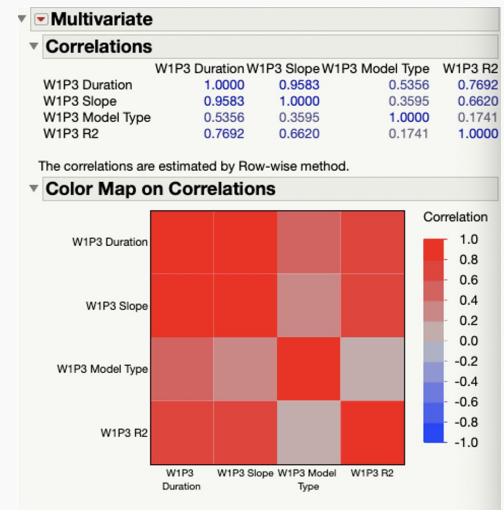 Multivariate
Correlations
W1P3 Duration W1P3 Slope W1P3 Model Type W1P3 R2
W1P3 Duration 1.0000 0.9583 0.5356 0.7692
W1P3 Slope 0.9583 1.0000 0.3595 0.6620
W1P3 Model Type 0.5356 0.3595 1.0000 0.1741
W1P3 R2 0.7692 0.6620 0.1741 1.0000
The correlations are estimated by Row-wise method.
Color Map on Correlations
Correlation
1.0
0.8
0.6
0.4
0.2
0.0
-0.2
-0.4
-0.6
-0.8
-1.0
W1P3 Duration
W1P3 Slope
W1P3 Model Type
W1P3 R2
W1P3 Duration
W1P3 Slope
W1P3 Model Type
W1P3 R2